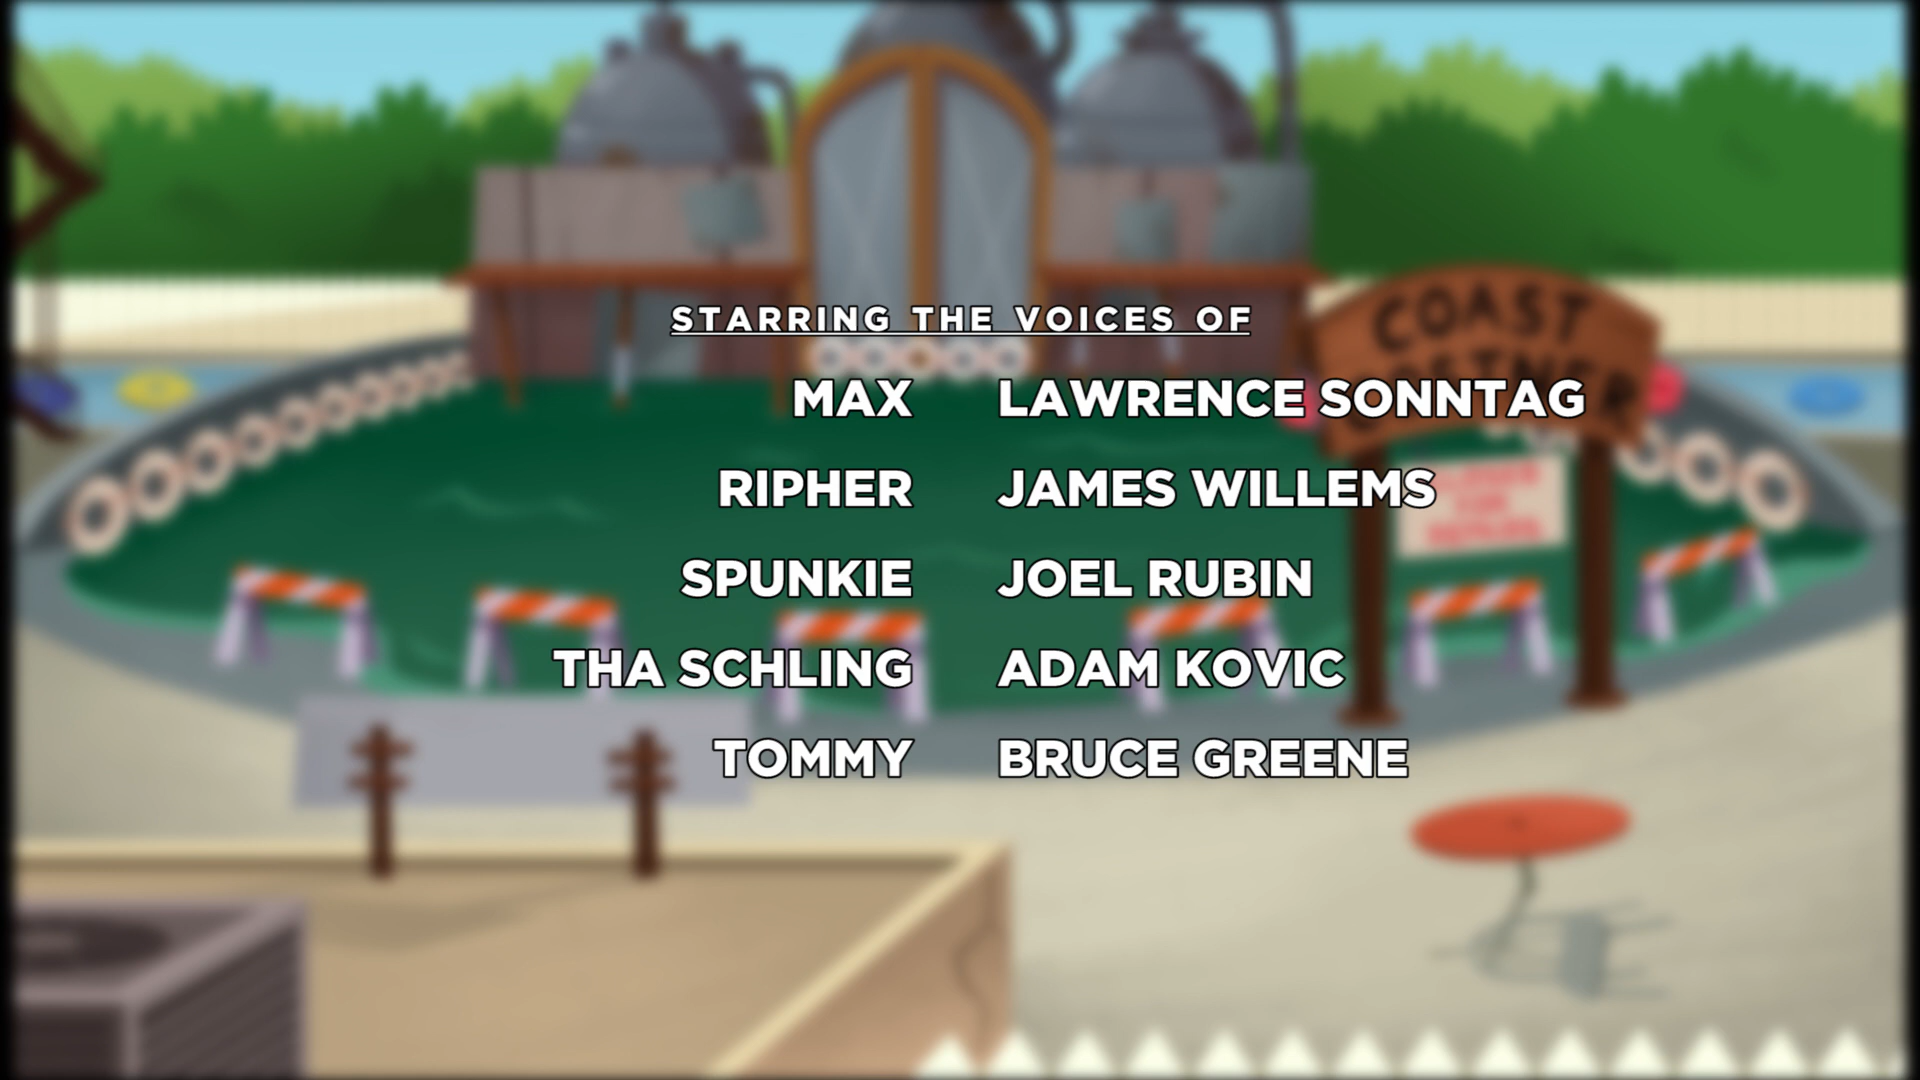 STARRING THE VOICES OF
MAX LAWRENCE SONNTAG
RIPHER JAMES WILLEMS
SPUNKIE JOEL RUBIN
THA SCHLING ADAM KOVIC
TOMMY BRUCE GREENE
COAST